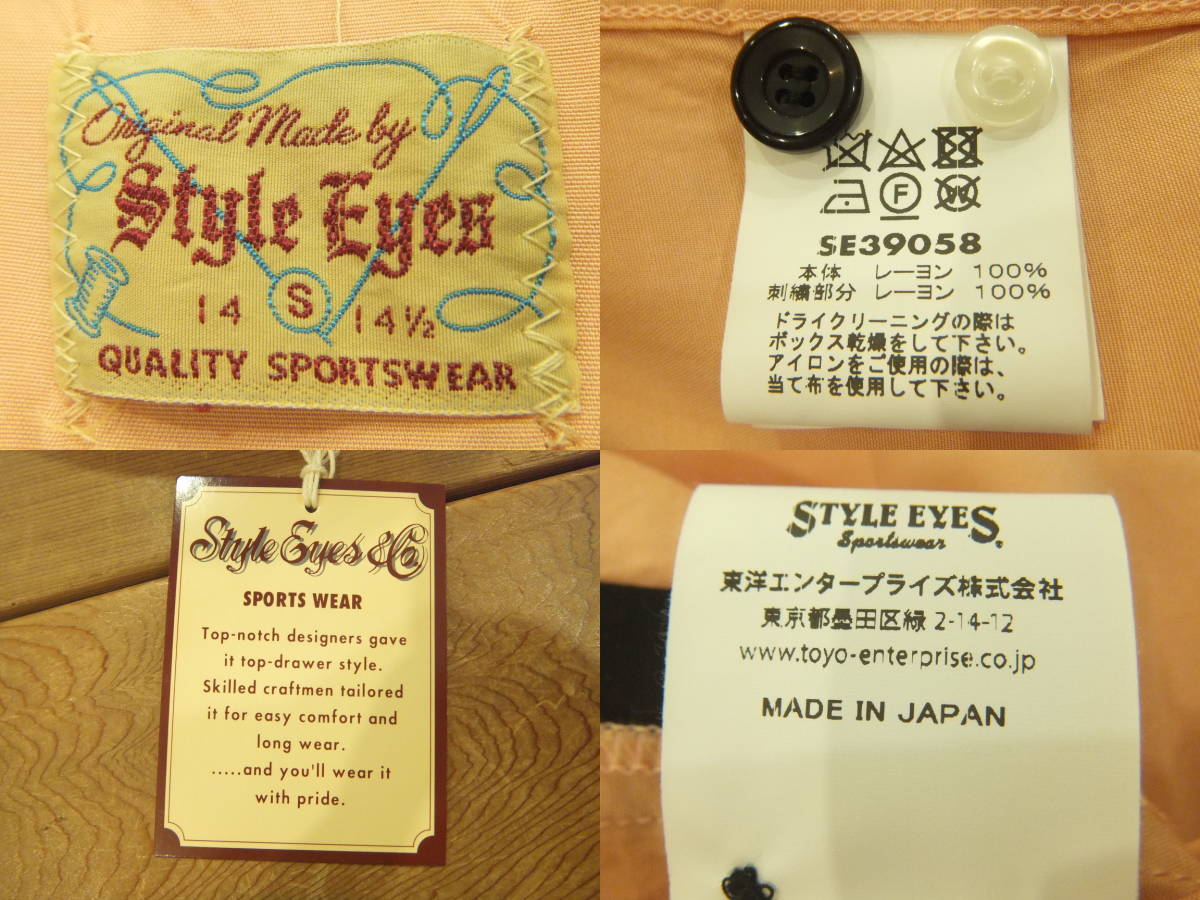 Original Made by
Style Eyes
14 S 14½
QUALITY SPORTSWEAR
F
W
SE39058
本体 レーヨン 100%
刺繍部分 レーヨン 100%
ドライクリーニングの際は
ボックス乾燥をして下さい。
アイロンをご使用の際は、
当て布を使用して下さい。
Style Eyes & Co.
SPORTS WEAR
Top-notch designers gave
it top-drawer style.
Skilled craftmen tailored
it for easy comfort and
long wear.
.....and you'll wear it
with pride.
STYLE EYES
Sportswear
東洋エンタープライズ株式会社
東京都墨田区緑 2-14-12
www.toyo-enterprise.co.jp
MADE IN JAPAN